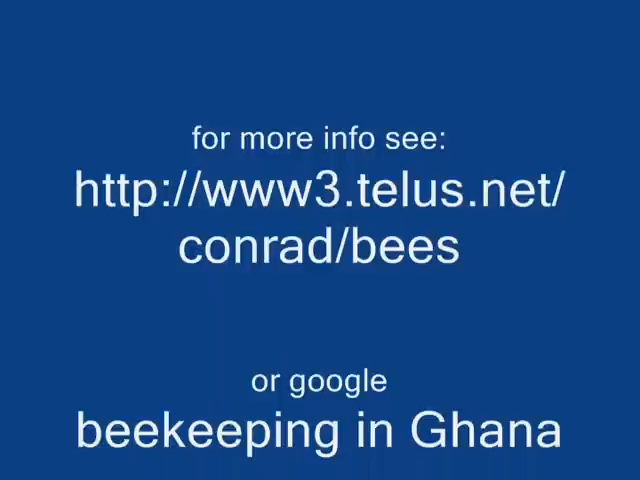 for more info see:
http://www3.telus.net/
conrad/bees
or google
beekeeping in Ghana